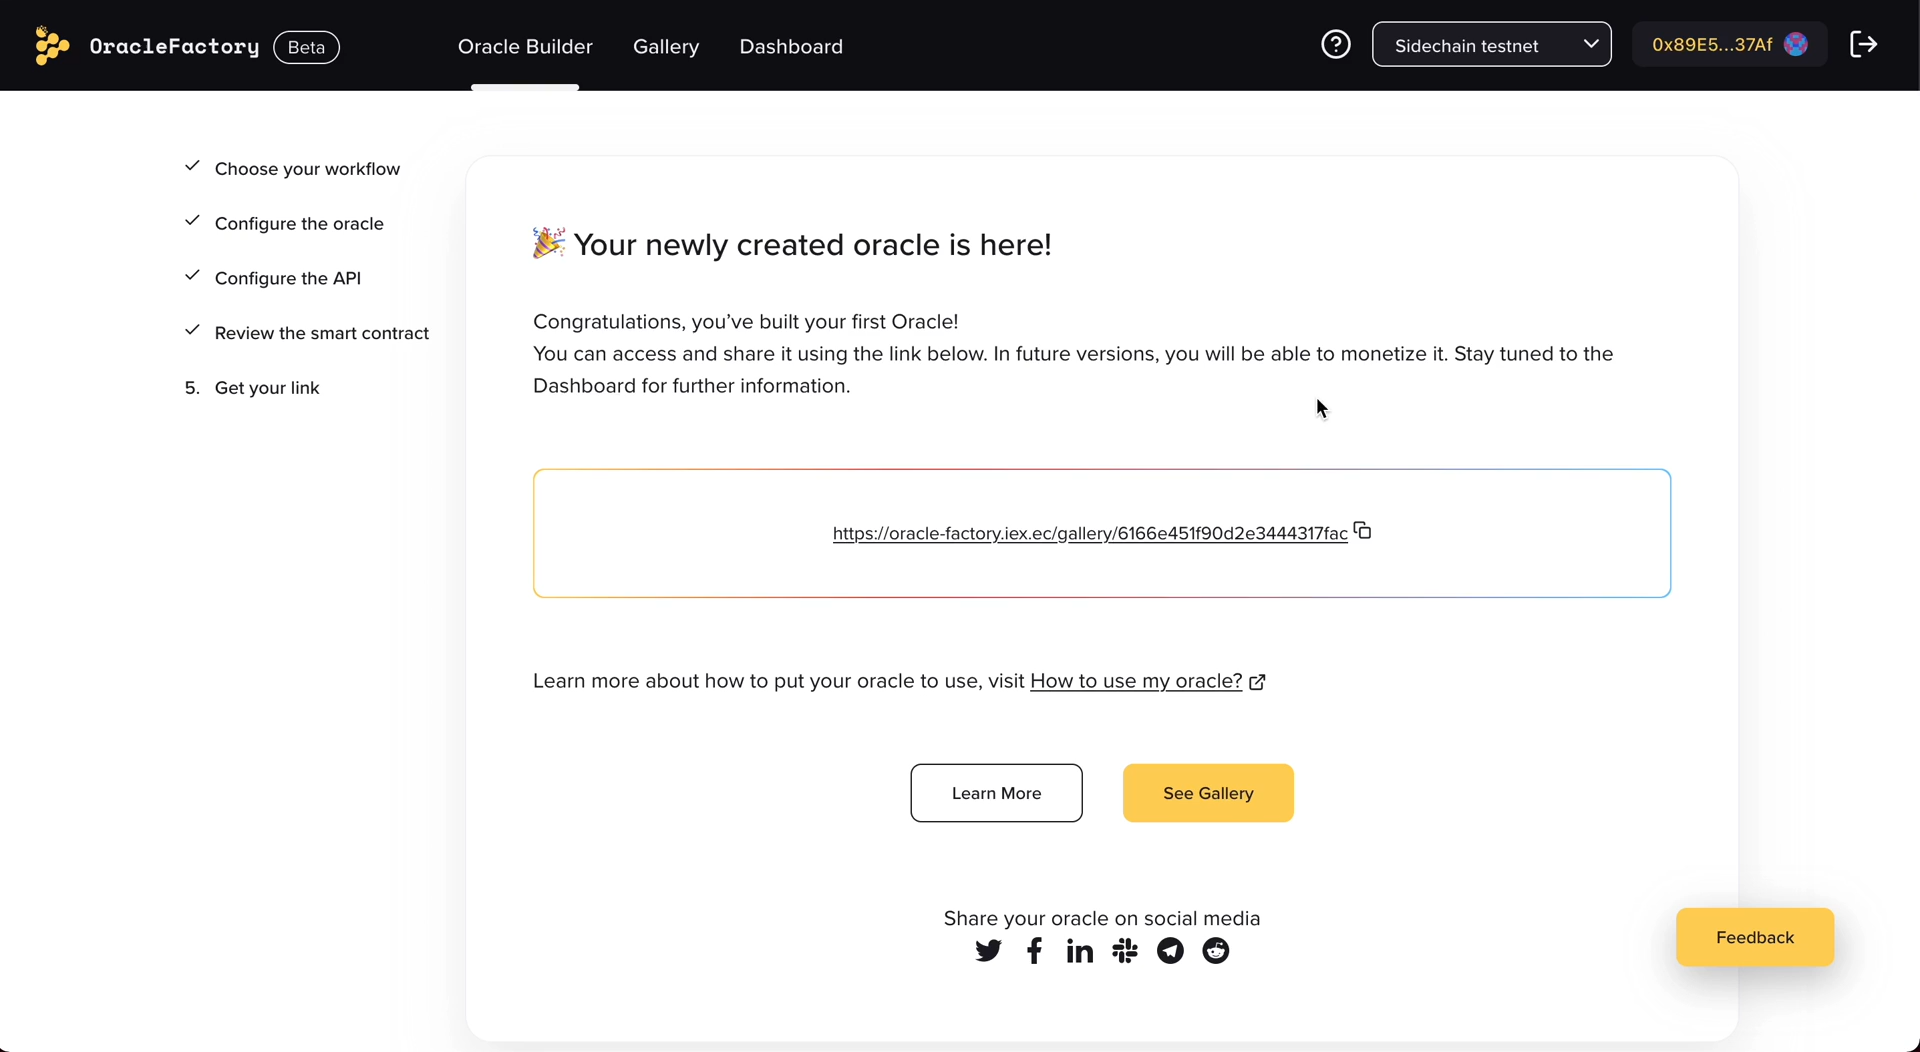 OracleFactory Beta
Oracle Builder Gallery Dashboard
Sidechain testnet
0x89E5...37Af
Choose your workflow
Configure the oracle
Configure the API
Review the smart contract
5. Get your link
Your newly created oracle is here!
Congratulations, you’ve built your first Oracle!
You can access and share it using the link below. In future versions, you will be able to monetize it. Stay tuned to the
Dashboard for further information.
https://oracle-factory.iex.ec/gallery/6166e451f90d2e3444317fac
Learn more about how to put your oracle to use, visit How to use my oracle?
Learn More
See Gallery
Share your oracle on social media
Feedback